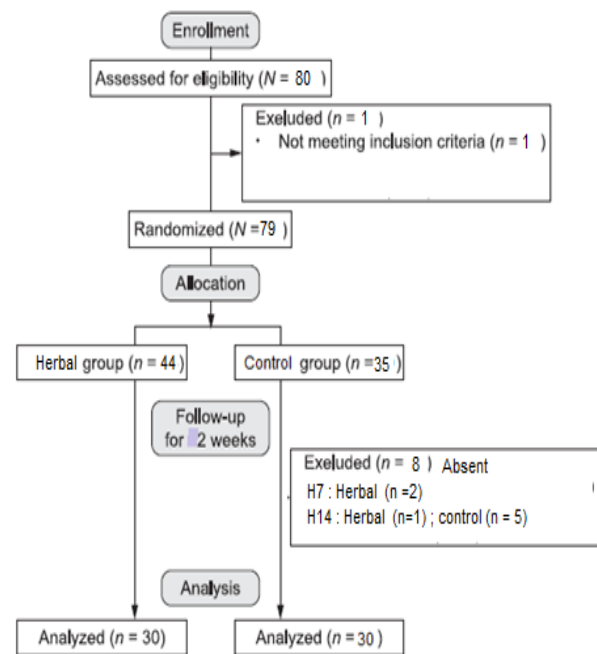 Enrollment
Assessed for eligibility (N = 80 )
Exeluded (n = 1 )
· Not meeting inclusion criteria (n = 1 )
Randomized (N =79 )
Allocation
Herbal group (n = 44)
Control group (n =35 )
Follow-up
for 2 weeks
Exeluded (n = 8 ) Absent
H7 : Herbal (n =2)
H14 : Herbal (n=1) ; control (n = 5)
Analysis
Analyzed (n = 30)
Analyzed (n = 30 )